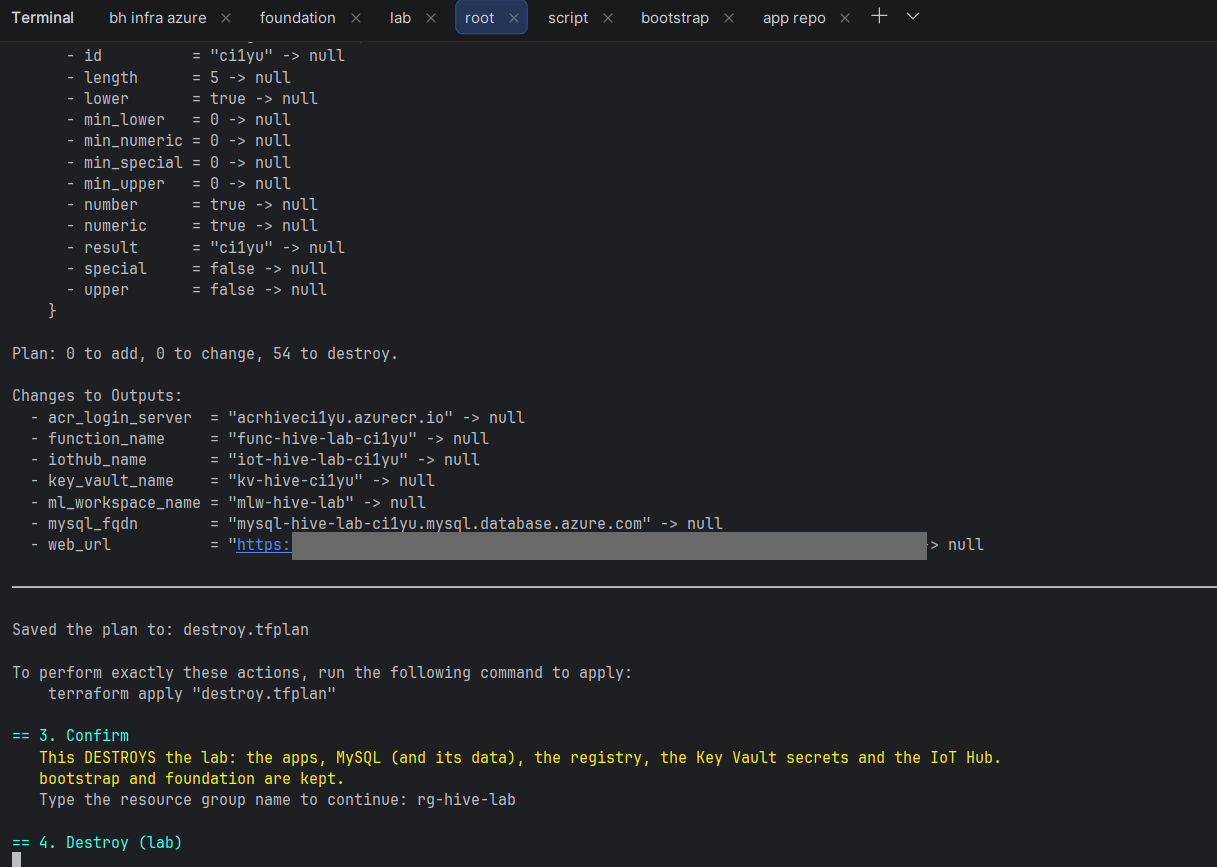 Terminal bh infra azure × foundation × lab × root × script × bootstrap × app repo × +
- id = "ci1yu" -> null
- length = 5 -> null
- lower = true -> null
- min_lower = 0 -> null
- min_numeric = 0 -> null
- min_special = 0 -> null
- min_upper = 0 -> null
- number = true -> null
- numeric = true -> null
- result = "ci1yu" -> null
- special = false -> null
- upper = false -> null
}
Plan: 0 to add, 0 to change, 54 to destroy.
Changes to Outputs:
- acr_login_server = "acrhiveci1yu.azurecr.io" -> null
- function_name = "func-hive-lab-ci1yu" -> null
- iothub_name = "iot-hive-lab-ci1yu" -> null
- key_vault_name = "kv-hive-ci1yu" -> null
- ml_workspace_name = "mlw-hive-lab" -> null
- mysql_fqdn = "mysql-hive-lab-ci1yu.mysql.database.azure.com" -> null
- web_url = "https: > null
Saved the plan to: destroy.tfplan
To perform exactly these actions, run the following command to apply:
terraform apply "destroy.tfplan"
== 3. Confirm
This DESTROYS the lab: the apps, MySQL (and its data), the registry, the Key Vault secrets and the IoT Hub.
bootstrap and foundation are kept.
Type the resource group name to continue: rg-hive-lab
== 4. Destroy (lab)